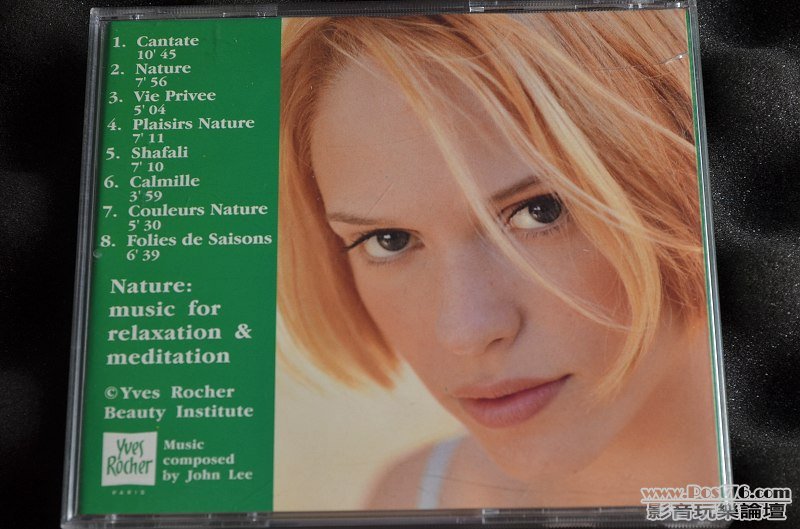 1. Cantate
10' 45
2. Nature
7' 56
3. Vie Privee
5' 04
4. Plaisirs Nature
7' 11
5. Shafali
7' 10
6. Calmille
3' 59
7. Couleurs Nature
5' 30
8. Folies de Saisons
6' 39
Nature:
music for
relaxation &
meditation
©Yves Rocher
Beauty Institute
Yves
Rocher
PARIS
Music
composed
by John Lee
www.Post76.com
影音玩樂論壇